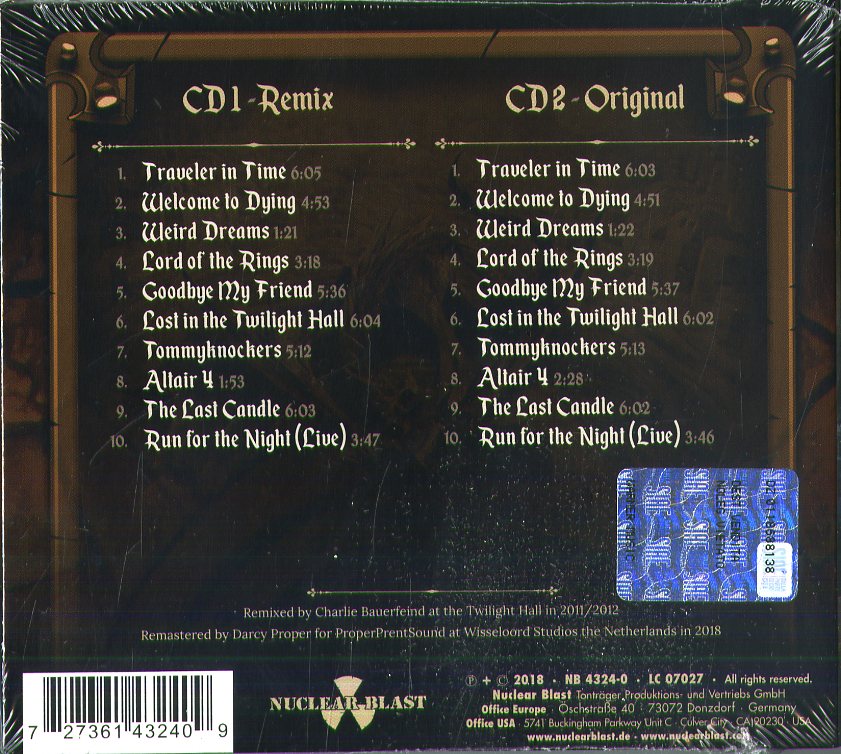 CD1-Remix
1. Traveler in Time 6:05
2. Welcome to Dying 4:53
3. Weird Dreams 1:21
4. Lord of the Rings 3:18
5. Goodbye My Friend 5:36
6. Lost in the Twilight Hall 6:04
7. Tommyknockers 5:12
8. Altair 4 1:53
9. The Last Candle 6:03
10. Run for the Night (Live) 3:47
CD2-Original
1. Traveler in Time 6:03
2. Welcome to Dying 4:51
3. Weird Dreams 1:22
4. Lord of the Rings 3:19
5. Goodbye My Friend 5:37
6. Lost in the Twilight Hall 6:02
7. Tommyknockers 5:13
8. Altair 4 2:28
9. The Last Candle 6:02
10. Run for the Night (Live) 3:46
Remixed by Charlie Bauerfeind at the Twilight Hall in 2011/2012
Remastered by Darcy Proper for ProperPrentSound at Wisseloord Studios the Netherlands in 2018
7 27361 43240 9
NUCLEAR BLAST
℗ + © 2018 · NB 4324-0 · LC 07027 · All rights reserved.
Nuclear Blast Tonträger Produktions- und Vertriebs GmbH
Office Europe · Oschstraße 40 · 73072 Donzdorf · Germany
Office USA · 5741 Buckingham Parkway Unit C · Culver City · CA 90230 · USA
www.nuclearblast.de · www.nuclearblast.com